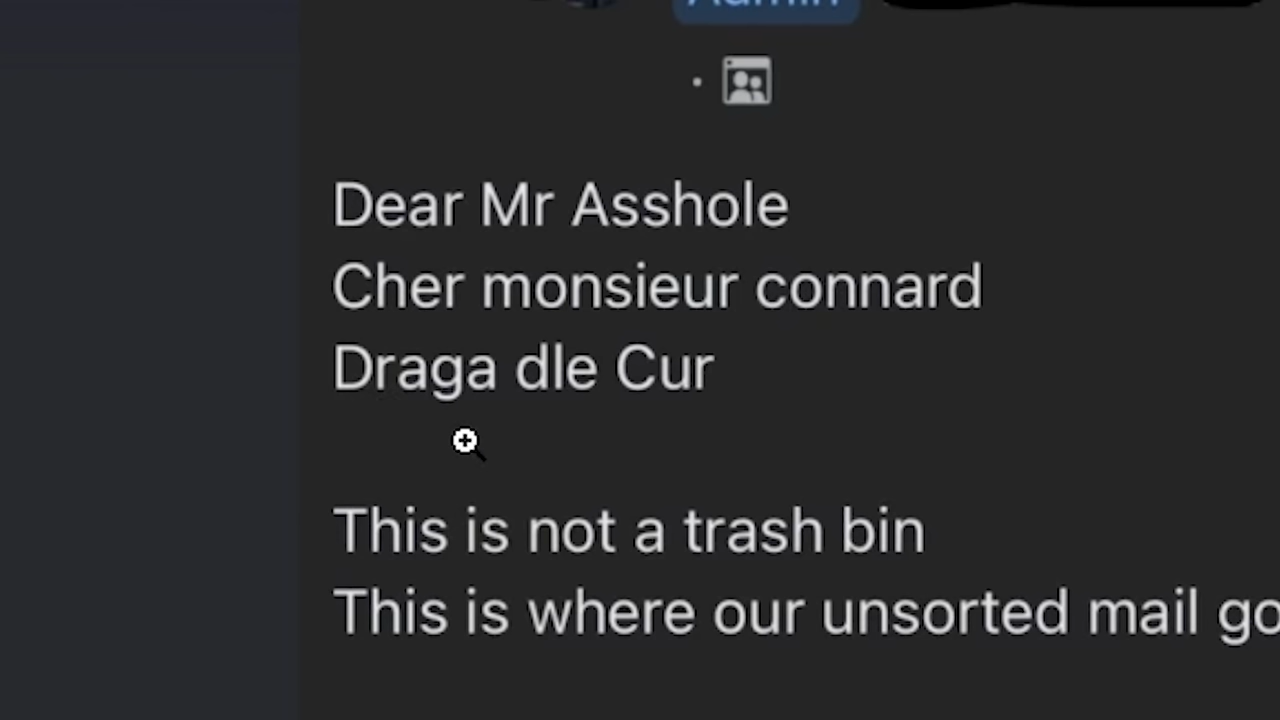 Admin
Dear Mr Asshole
Cher monsieur connard
Draga dle Cur
This is not a trash bin
This is where our unsorted mail